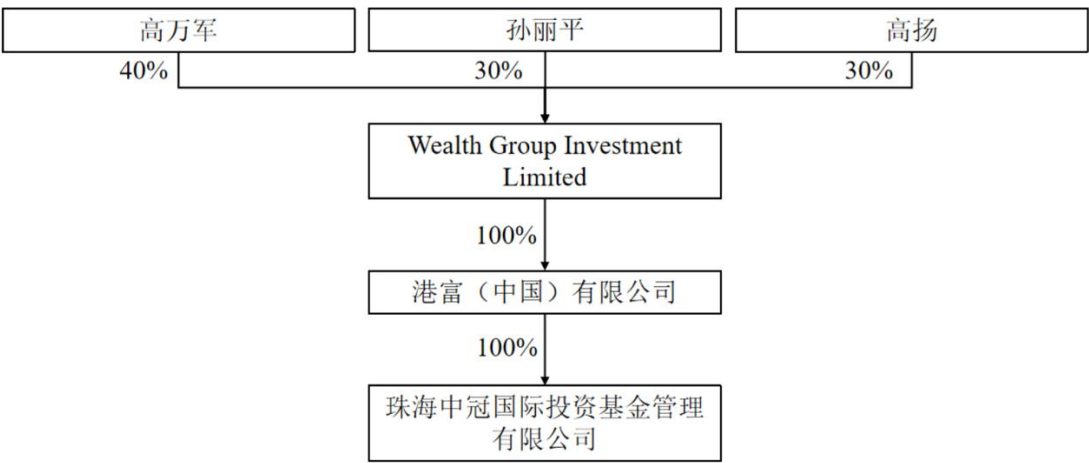 高万军
孙丽平
高扬
40%
30%
30%
Wealth Group Investment
Limited
100%
港富（中国）有限公司
100%
珠海中冠国际投资基金管理
有限公司